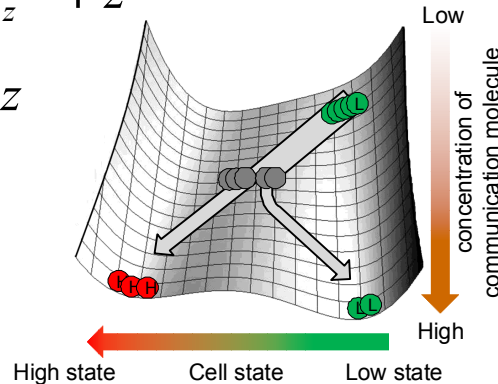 z
z
Low
L
concentration of
communication molecule
H
L
High
High state Cell state Low state